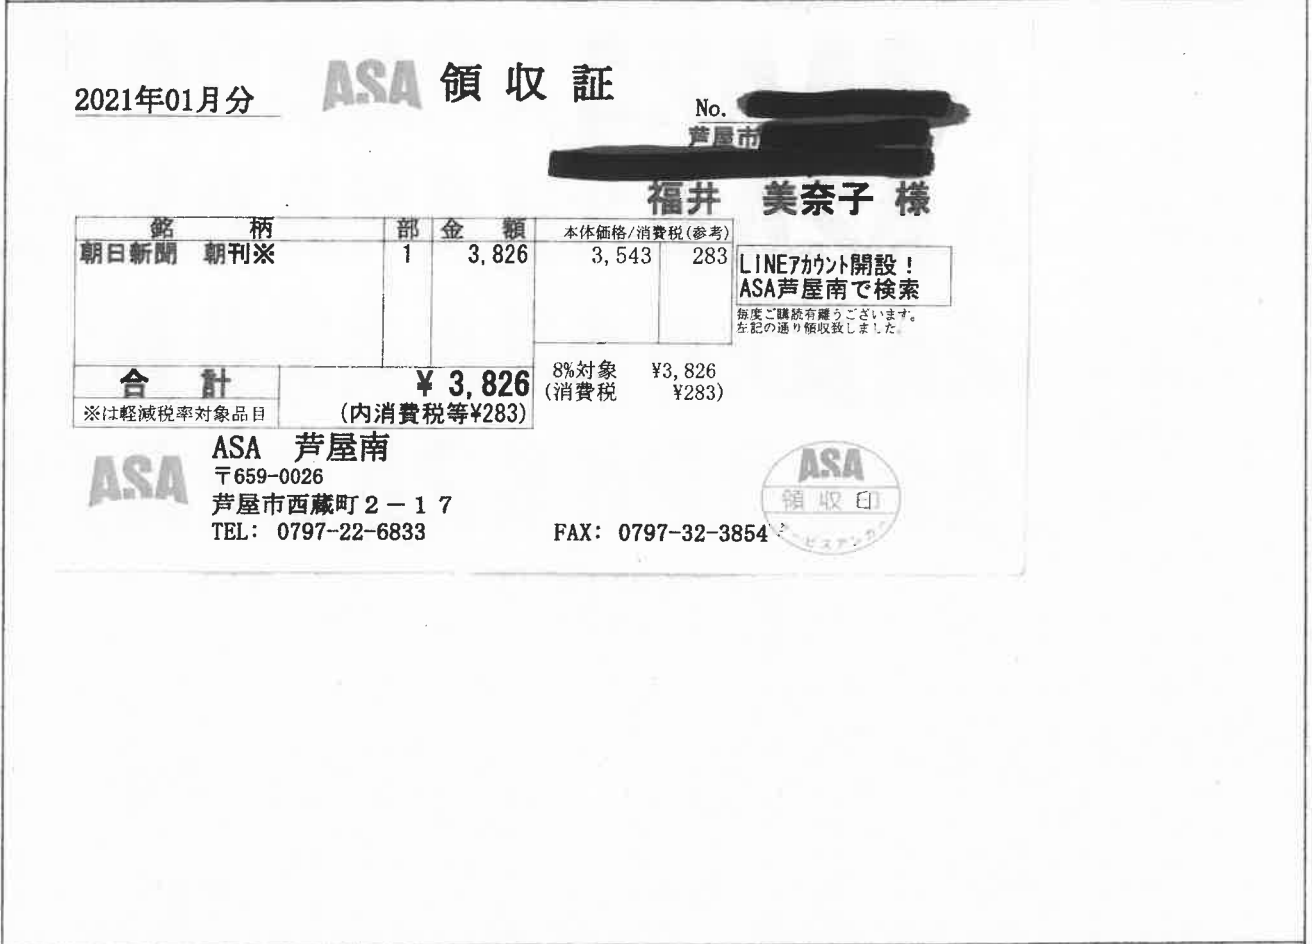 2021年01月分
ASA 領収証
No.
芦屋市
福井 美奈子 様
銘柄 部 金額 本体価格/消費税(参考)
朝日新聞 朝刊※ 1 3,826 3,543 283
LINEアカウント開設!
ASA芦屋南で検索
毎度ご購読有難うございます。
左記の通り領収致しました。
合計 ¥3,826
(内消費税等¥283)
※は軽減税率対象品目
8%対象 ¥3,826
(消費税 ¥283)
ASA
ASA 芦屋南
〒659-0026
芦屋市西蔵町2-17
TEL: 0797-22-6833 FAX: 0797-32-3854
ASA
領収印